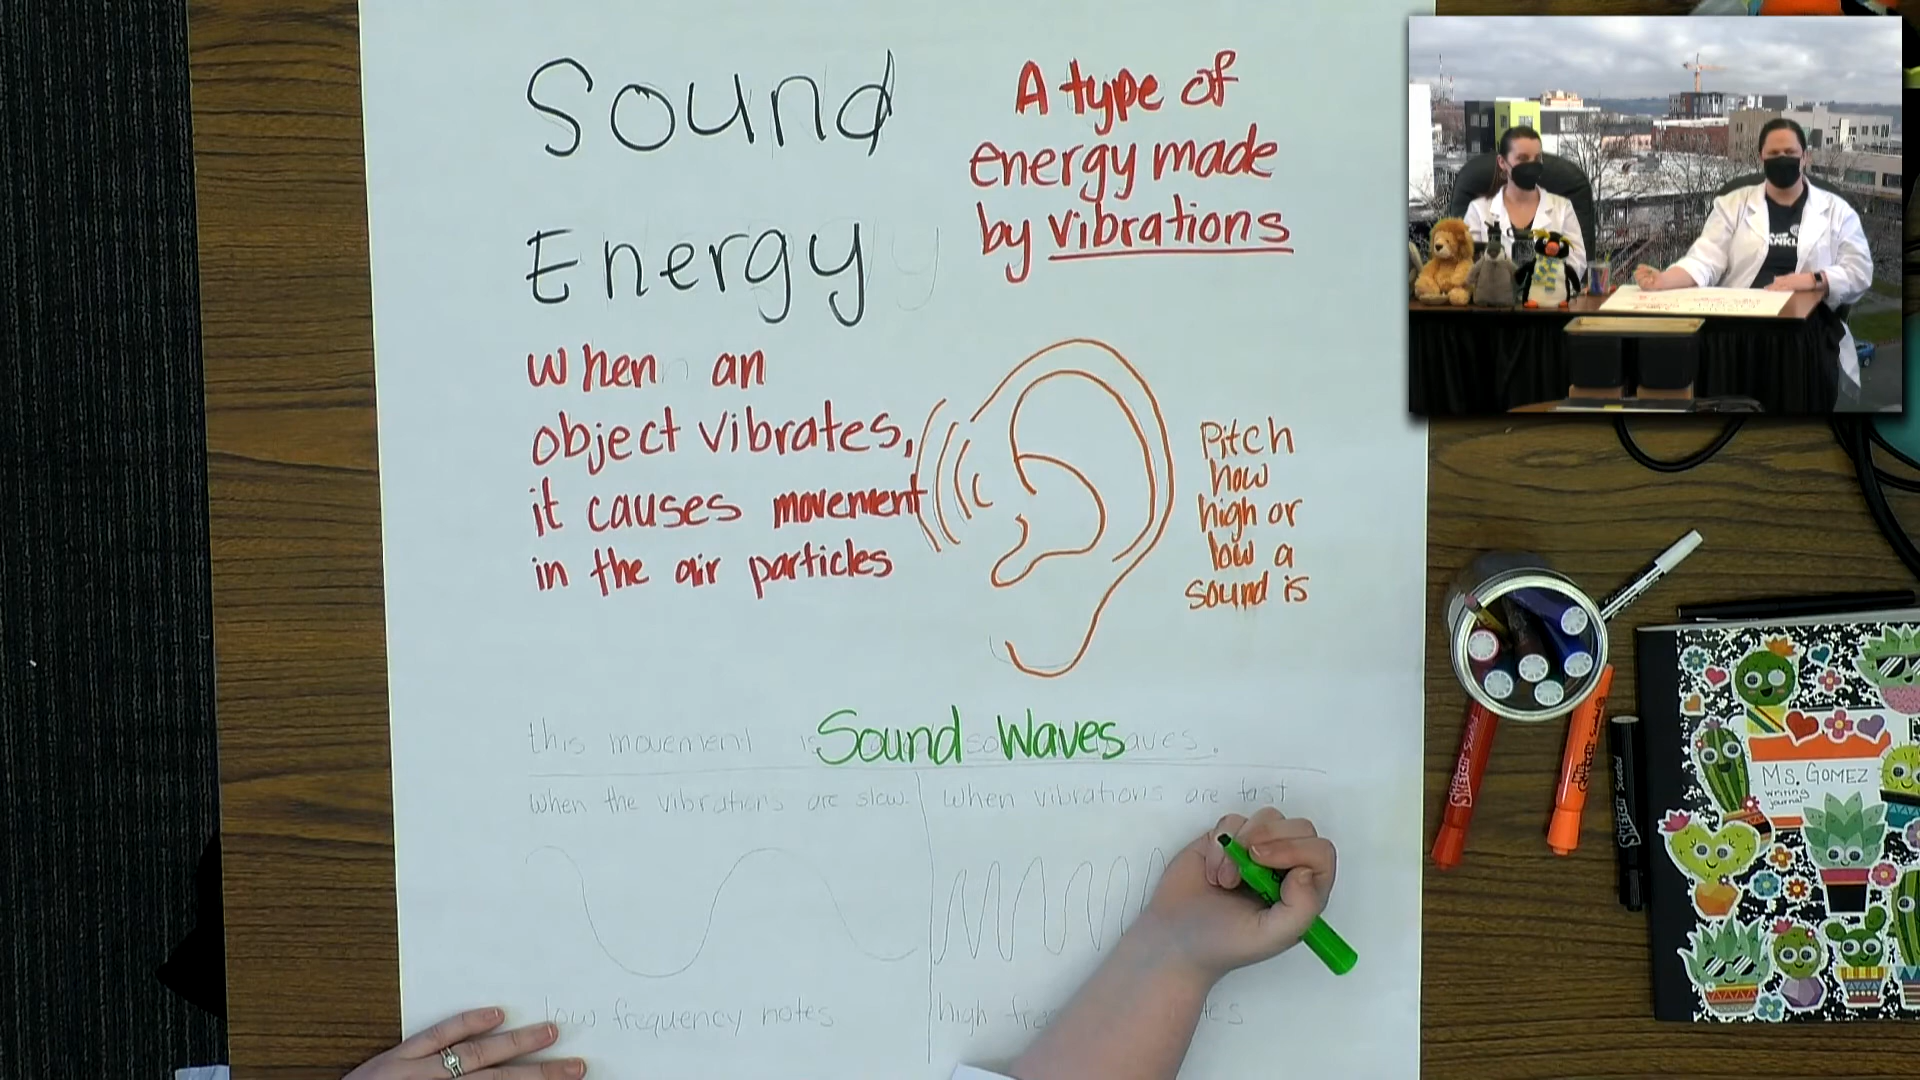 Sound
Energy
A type of
energy made
by vibrations
when an
object vibrates,
it causes movement
in the air particles
Pitch
how
high or
low a
sound is
this movement is
Sound Waves
when the vibrations are slow
when vibrations are fast
low frequency notes
high
MS. GOMEZ
writing
journal